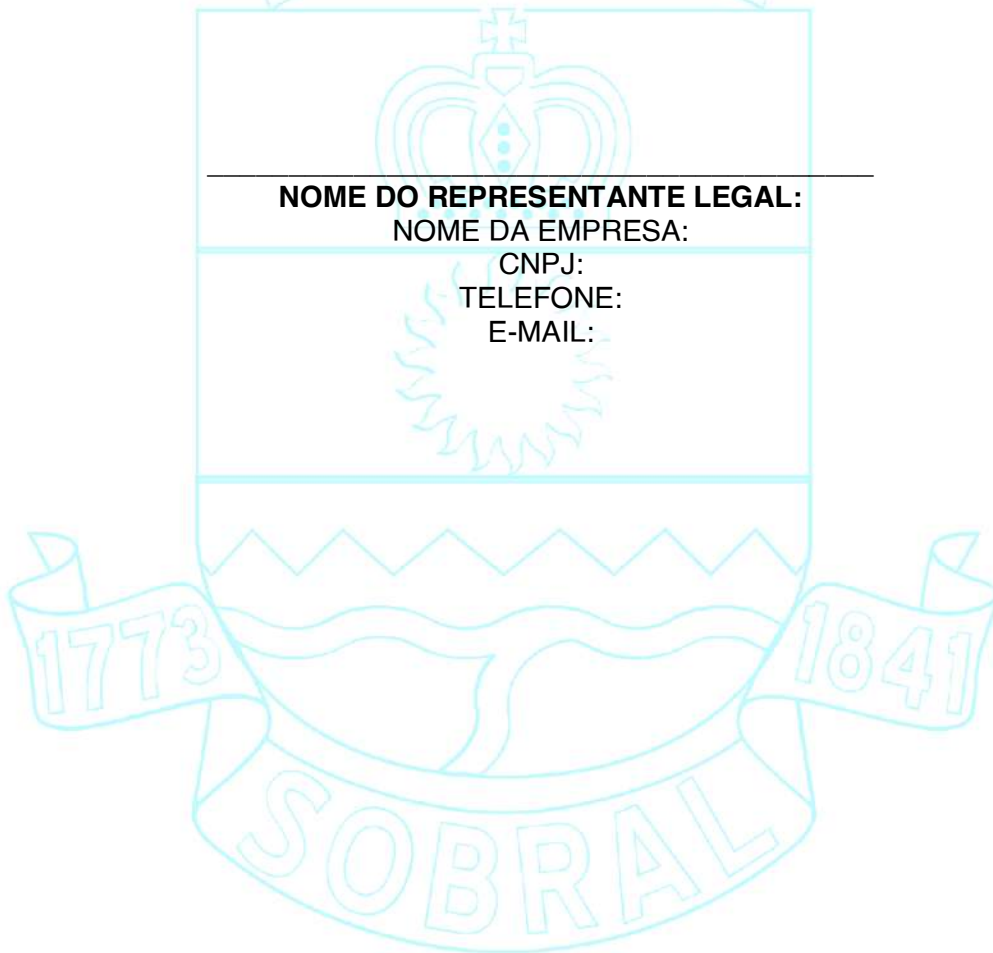 NOME DO REPRESENTANTE LEGAL:
NOME DA EMPRESA:
CNPJ:
TELEFONE:
E-MAIL:
1773
1841
SOBRAL